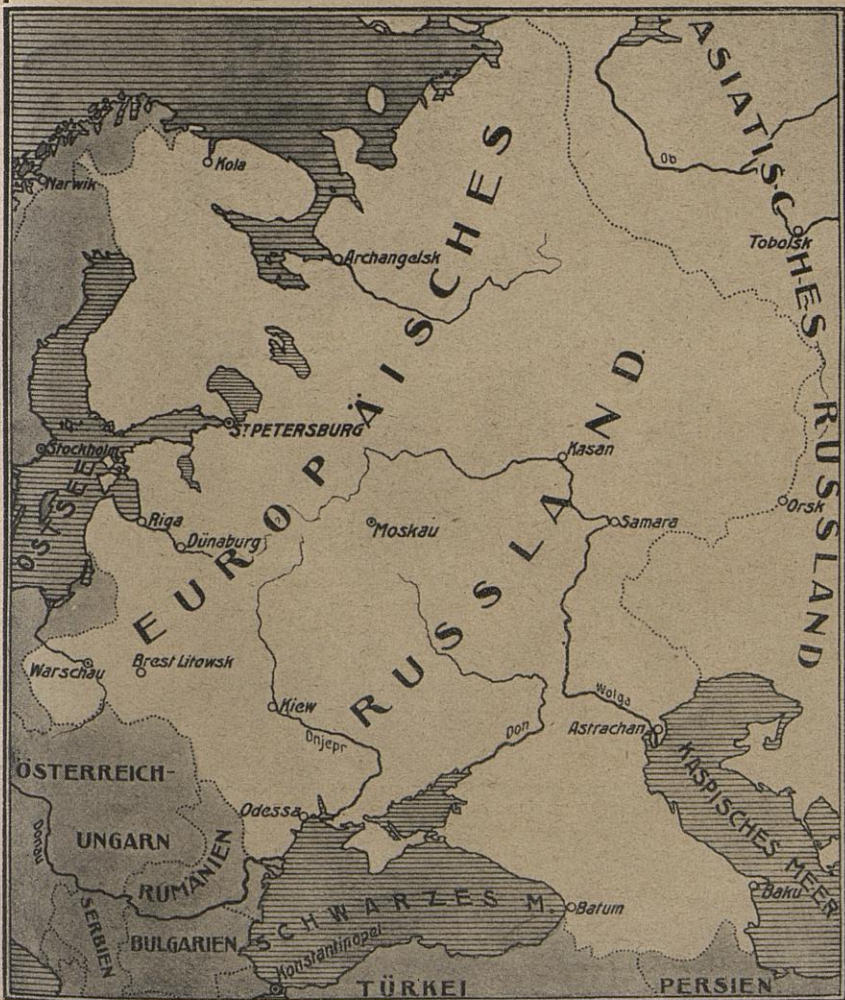 ASIATISCHES RUSSLAND
Ob
Kola
Narwik
Tobolsk
Archangelsk
EUROPÄISCHES
RUSSLAND.
ST PETERSBURG
Stockholm
Kasan
OSTSEE
Orsk
Riga
Samara
Moskau
Dünaburg
Warschau
Brest Litowsk
Wolga
Kiew
Don
Astrachan
Dnjepr
KASPISCHES MEER
ÖSTERREICH-
UNGARN
Odessa
Donau
RUMÄNIEN
Baku
SCHWARZES M.
Batum
SERBIEN
BULGARIEN
Konstantinopel
TÜRKEI
PERSIEN